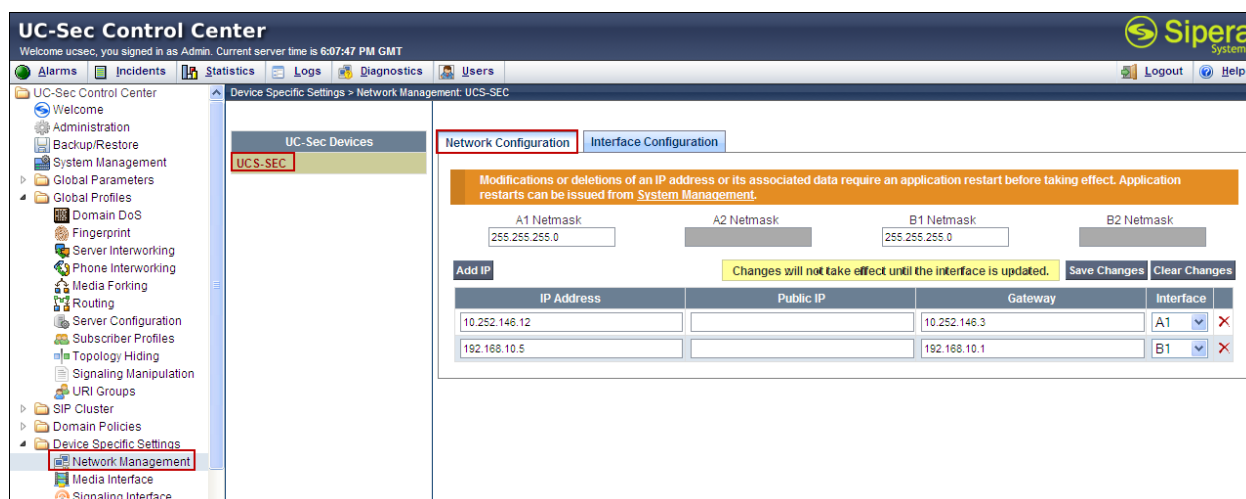 UC-Sec Control Center
Welcome ucsec, you signed in as Admin. Current server time is 6:07:47 PM GMT
Sipera
Systems
Alarms Incidents Statistics Logs Diagnostics Users Logout Help
UC-Sec Control Center
Welcome
Administration
Backup/Restore
System Management
Global Parameters
Global Profiles
Domain DoS
Fingerprint
Server Interworking
Phone Interworking
Media Forking
Routing
Server Configuration
Subscriber Profiles
Topology Hiding
Signaling Manipulation
URI Groups
SIP Cluster
Domain Policies
Device Specific Settings
Network Management
Media Interface
Signaling Interface
Device Specific Settings > Network Management: UCS-SEC
UC-Sec Devices
UCS-SEC
Network Configuration Interface Configuration
Modifications or deletions of an IP address or its associated data require an application restart before taking effect. Application
restarts can be issued from System Management.
A1 Netmask A2 Netmask B1 Netmask B2 Netmask
255.255.255.0 255.255.255.0
Add IP Changes will not take effect until the interface is updated. Save Changes Clear Changes
IP Address Public IP Gateway Interface
10.252.146.12 10.252.146.3 A1
192.168.10.5 192.168.10.1 B1